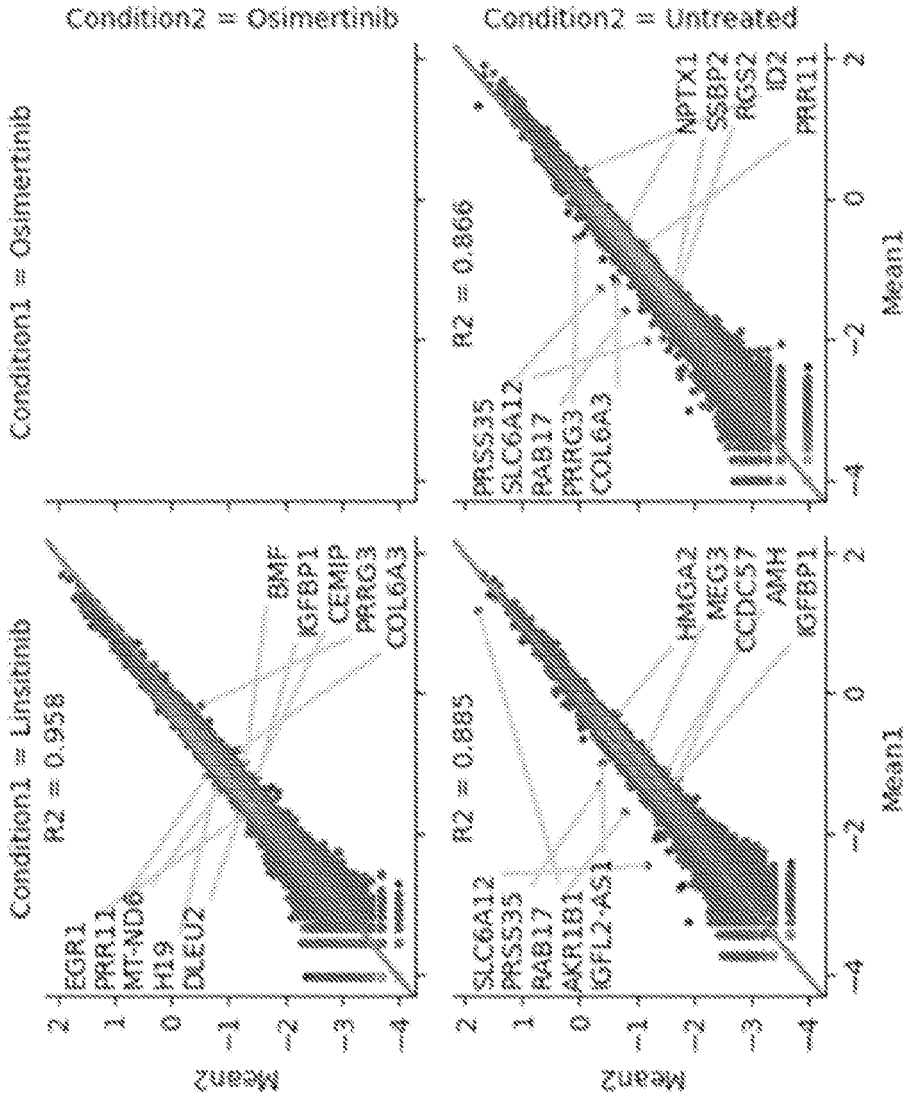 Condition1 = Linsitinib
Condition1 = Osimertinib
R2 = 0.958
EGR1
PRR11
MT-ND6
H19
DLEU2
BMF
IGFBP1
CEMIP
PRRG3
COL6A3
2
1
0
−1
−2
−3
−4
Mean2
Condition2 = Osimertinib
R2 = 0.885
SLC6A12
PRSS35
RAB17
AKR1B1
IGFL2-AS1
HMGA2
MEG3
CCDC57
AMH
IGFBP1
2
1
0
−1
−2
−3
−4
Mean2
−4
−2
0
2
Mean1
R2 = 0.866
PRSS35
SLC6A12
RAB17
PRRG3
COL6A3
NPTX1
SSBP2
RGS2
ID2
PRR11
−4
−2
0
2
Mean1
Condition2 = Untreated